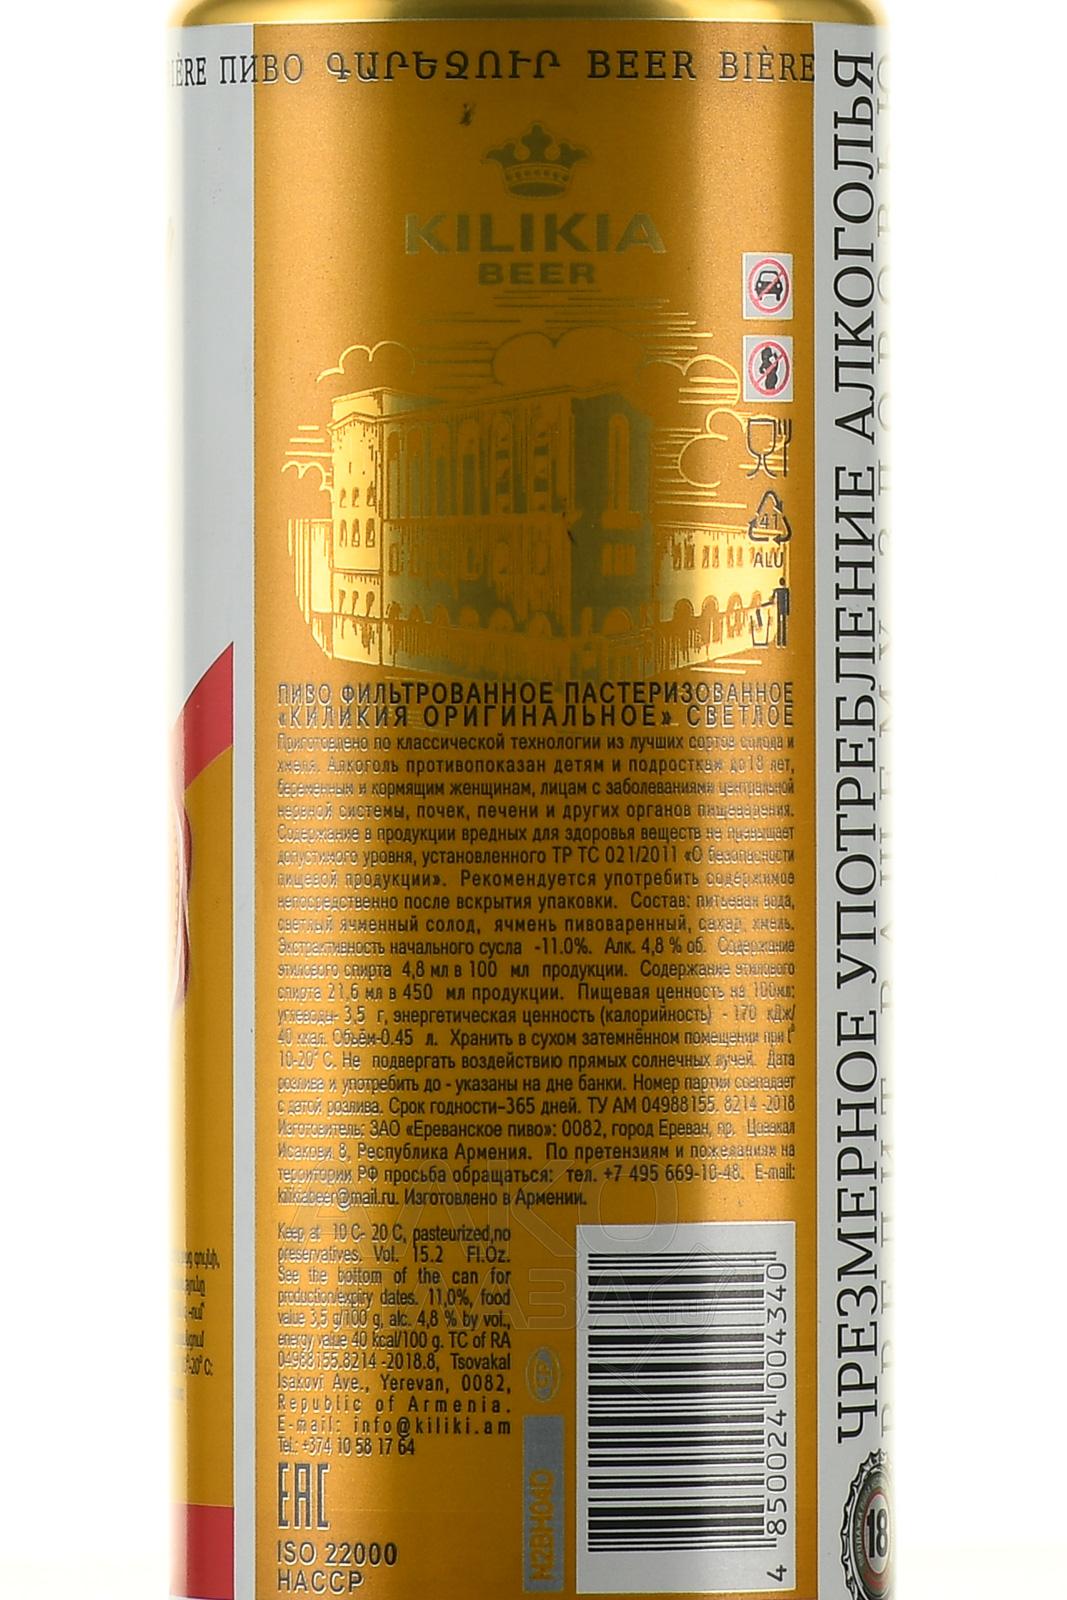 IÈRE ПИВО ԳԱՐԵՋՈՒՐ BEER BIÈRE
KILIKIA
BEER
41
ALU
ПИВО ФИЛЬТРОВАННОЕ ПАСТЕРИЗОВАННОЕ
«КИЛИКИЯ ОРИГИНАЛЬНОЕ» СВЕТЛОЕ
Приготовлено по классической технологии из лучших сортов солода и
хмеля. Алкоголь противопоказан детям и подросткам до18 лет,
беременным и кормящим женщинам, лицам с заболеваниями центральной
нервной системы, почек, печени и других органов пищеварения.
Содержание в продукции вредных для здоровья веществ не превышает
допустимого уровня, установленного ТР ТС 021/2011 «О безопасности
пищевой продукции». Рекомендуется употребить содержимое
непосредственно после вскрытия упаковки. Состав: питьевая вода,
светлый ячменный солод, ячмень пивоваренный, сахар, хмель.
Экстрактивность начального сусла -11.0%. Алк. 4,8 % об. Содержание
этилового спирта 4,8 мл в 100 мл продукции. Содержание этилового
спирта 21,6 мл в 450 мл продукции. Пищевая ценность на 100мл:
углеводы- 3,5 г, энергетическая ценность (калорийность) - 170 кДж/
40 ккал. Объём-0.45 л. Хранить в сухом затемнённом помещении при t°
10-20° С. Не подвергать воздействию прямых солнечных лучей. Дата
розлива и употребить до - указаны на дне банки. Номер партии совпадает
с датой розлива. Срок годности–365 дней. ТУ АМ 04988155. 8214 -2018
Изготовитель: ЗАО «Ереванское пиво»: 0082, город Ереван, пр. Цовакал
Исакови 8, Республика Армения. По претензиям и пожеланиям на
территории РФ просьба обращаться: тел. +7 495 669-10-48. E-mail:
kilikiabeer@mail.ru. Изготовлено в Армении.
Keep at 10 C- 20 C, pasteurized,no
preservatives. Vol. 15.2 Fl.Oz.
See the bottom of the can for
production/expiry dates. 11,0%, food
value 3,5 g/100 g, alc. 4,8 % by vol.,
energy value 40 kcal/100 g. TC of RA
04988155.8214 -2018.8, Tsovakal
Isakovi Ave., Yerevan, 0082,
Republic of Armenia.
E-mail: info@kiliki.am
Tel.: +374 10 58 17 64
EAC
ISO 22000
HACCP
4 850024 004340
ЧРЕЗМЕРНОЕ УПОТРЕБЛЕНИЕ АЛКОГОЛЬЯ
18